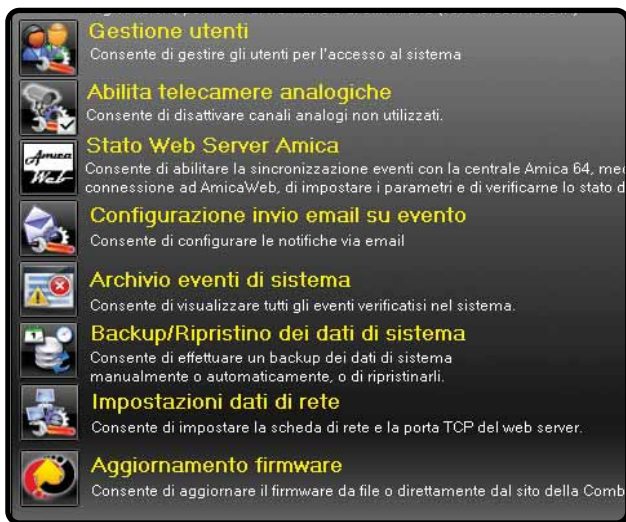 Gestione utenti
Consente di gestire gli utenti per l'accesso al sistema
Abilita telecamere analogiche
Consente di disattivare canali analogi non utilizzati.
Amica
Web
Stato Web Server Amica
Consente di abilitare la sincronizzazione eventi con la centrale Amica 64, med
connessione ad AmicaWeb, di impostare i parametri e di verificarne lo stato d
Configurazione invio email su evento
Consente di configurare le notifiche via email
Archivio eventi di sistema
Consente di visualizzare tutti gli eventi verificatisi nel sistema.
Backup/Ripristino dei dati di sistema
Consente di effettuare un backup dei dati di sistema
manualmente o automaticamente, o di ripristinarli.
Impostazioni dati di rete
Consente di impostare la scheda di rete e la porta TCP del web server.
Aggiornamento firmware
Consente di aggiornare il firmware da file o direttamente dal sito della Comb